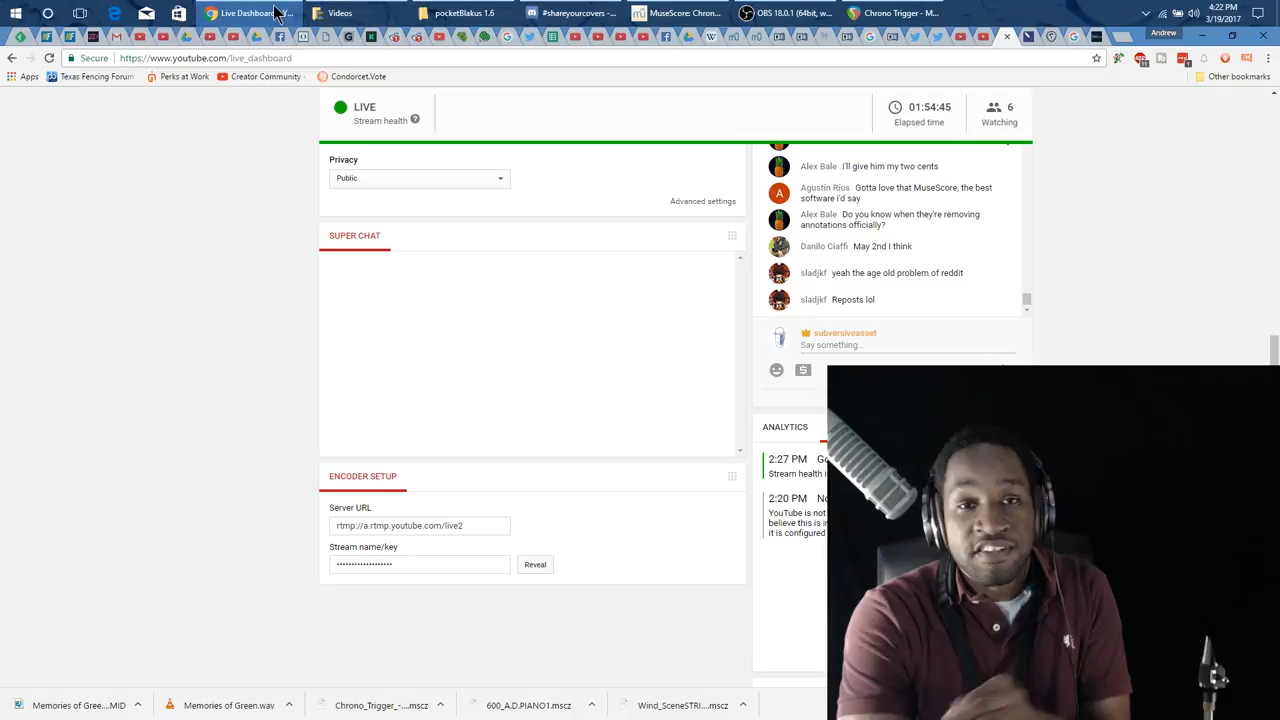 Live Dashboard - Y...
Videos
pocketBlakus 1.6
#shareyourcovers - ...
MuseScore: Chron...
OBS 18.0.1 (64bit, w...
Chrono Trigger - M...
4:22 PM
3/19/2017
Andrew
Secure
https://www.youtube.com/live_dashboard
Apps
Texas Fencing Forum
Perks at Work
Creator Community
Condorcet.Vote
Other bookmarks
LIVE
Stream health
01:54:45
Elapsed time
6
Watching
Privacy
Public
Advanced settings
SUPER CHAT
Alex Bale I'll give him my two cents
Agustín Ríos Gotta love that MuseScore, the best
software i'd say
Alex Bale Do you know when they're removing
annotations officially?
Danilo Ciaffi May 2nd I think
sladjkf yeah the age old problem of reddit
sladjkf Reposts lol
subversiveasset
Say something...
ENCODER SETUP
Server URL
rtmp://a.rtmp.youtube.com/live2
Stream name/key
••••••••••••••••••
Reveal
ANALYTICS
2:27 PM Go
Stream health i
2:20 PM No
YouTube is not
believe this is in
it is configured
Memories of Gree....MID
Memories of Green.wav
Chrono_Trigger_-....mscz
600_A.D.PIANO1.mscz
Wind_SceneSTRI....mscz